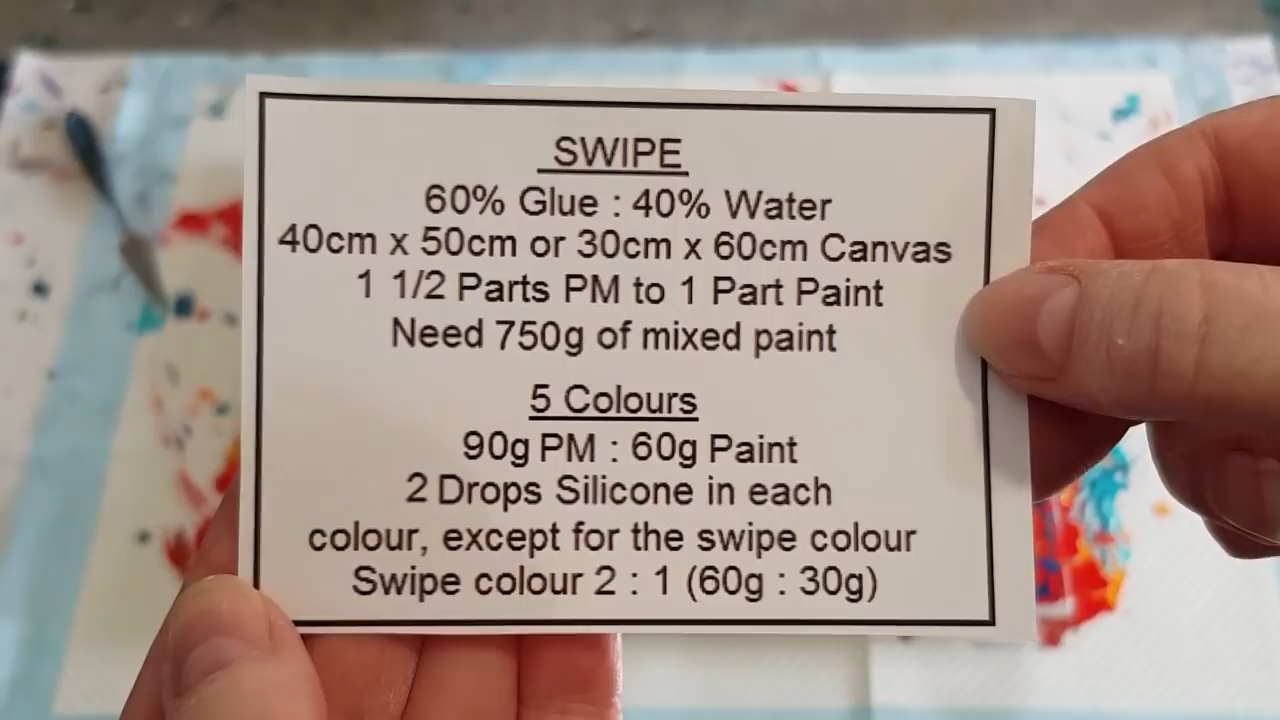 SWIPE
60% Glue : 40% Water
40cm x 50cm or 30cm x 60cm Canvas
1 1/2 Parts PM to 1 Part Paint
Need 750g of mixed paint
5 Colours
90g PM : 60g Paint
2 Drops Silicone in each
colour, except for the swipe colour
Swipe colour 2 : 1 (60g : 30g)